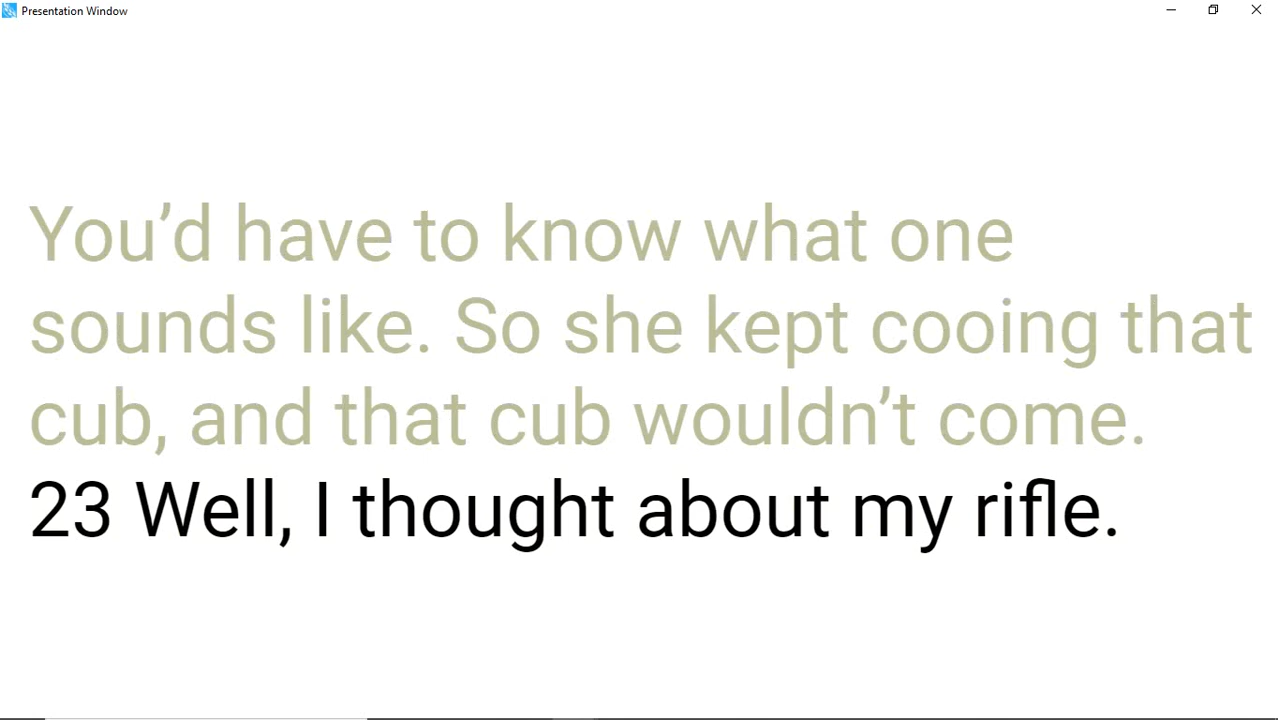 Presentation Window
You’d have to know what one
sounds like. So she kept cooing that
cub, and that cub wouldn’t come.
23 Well, I thought about my rifle.